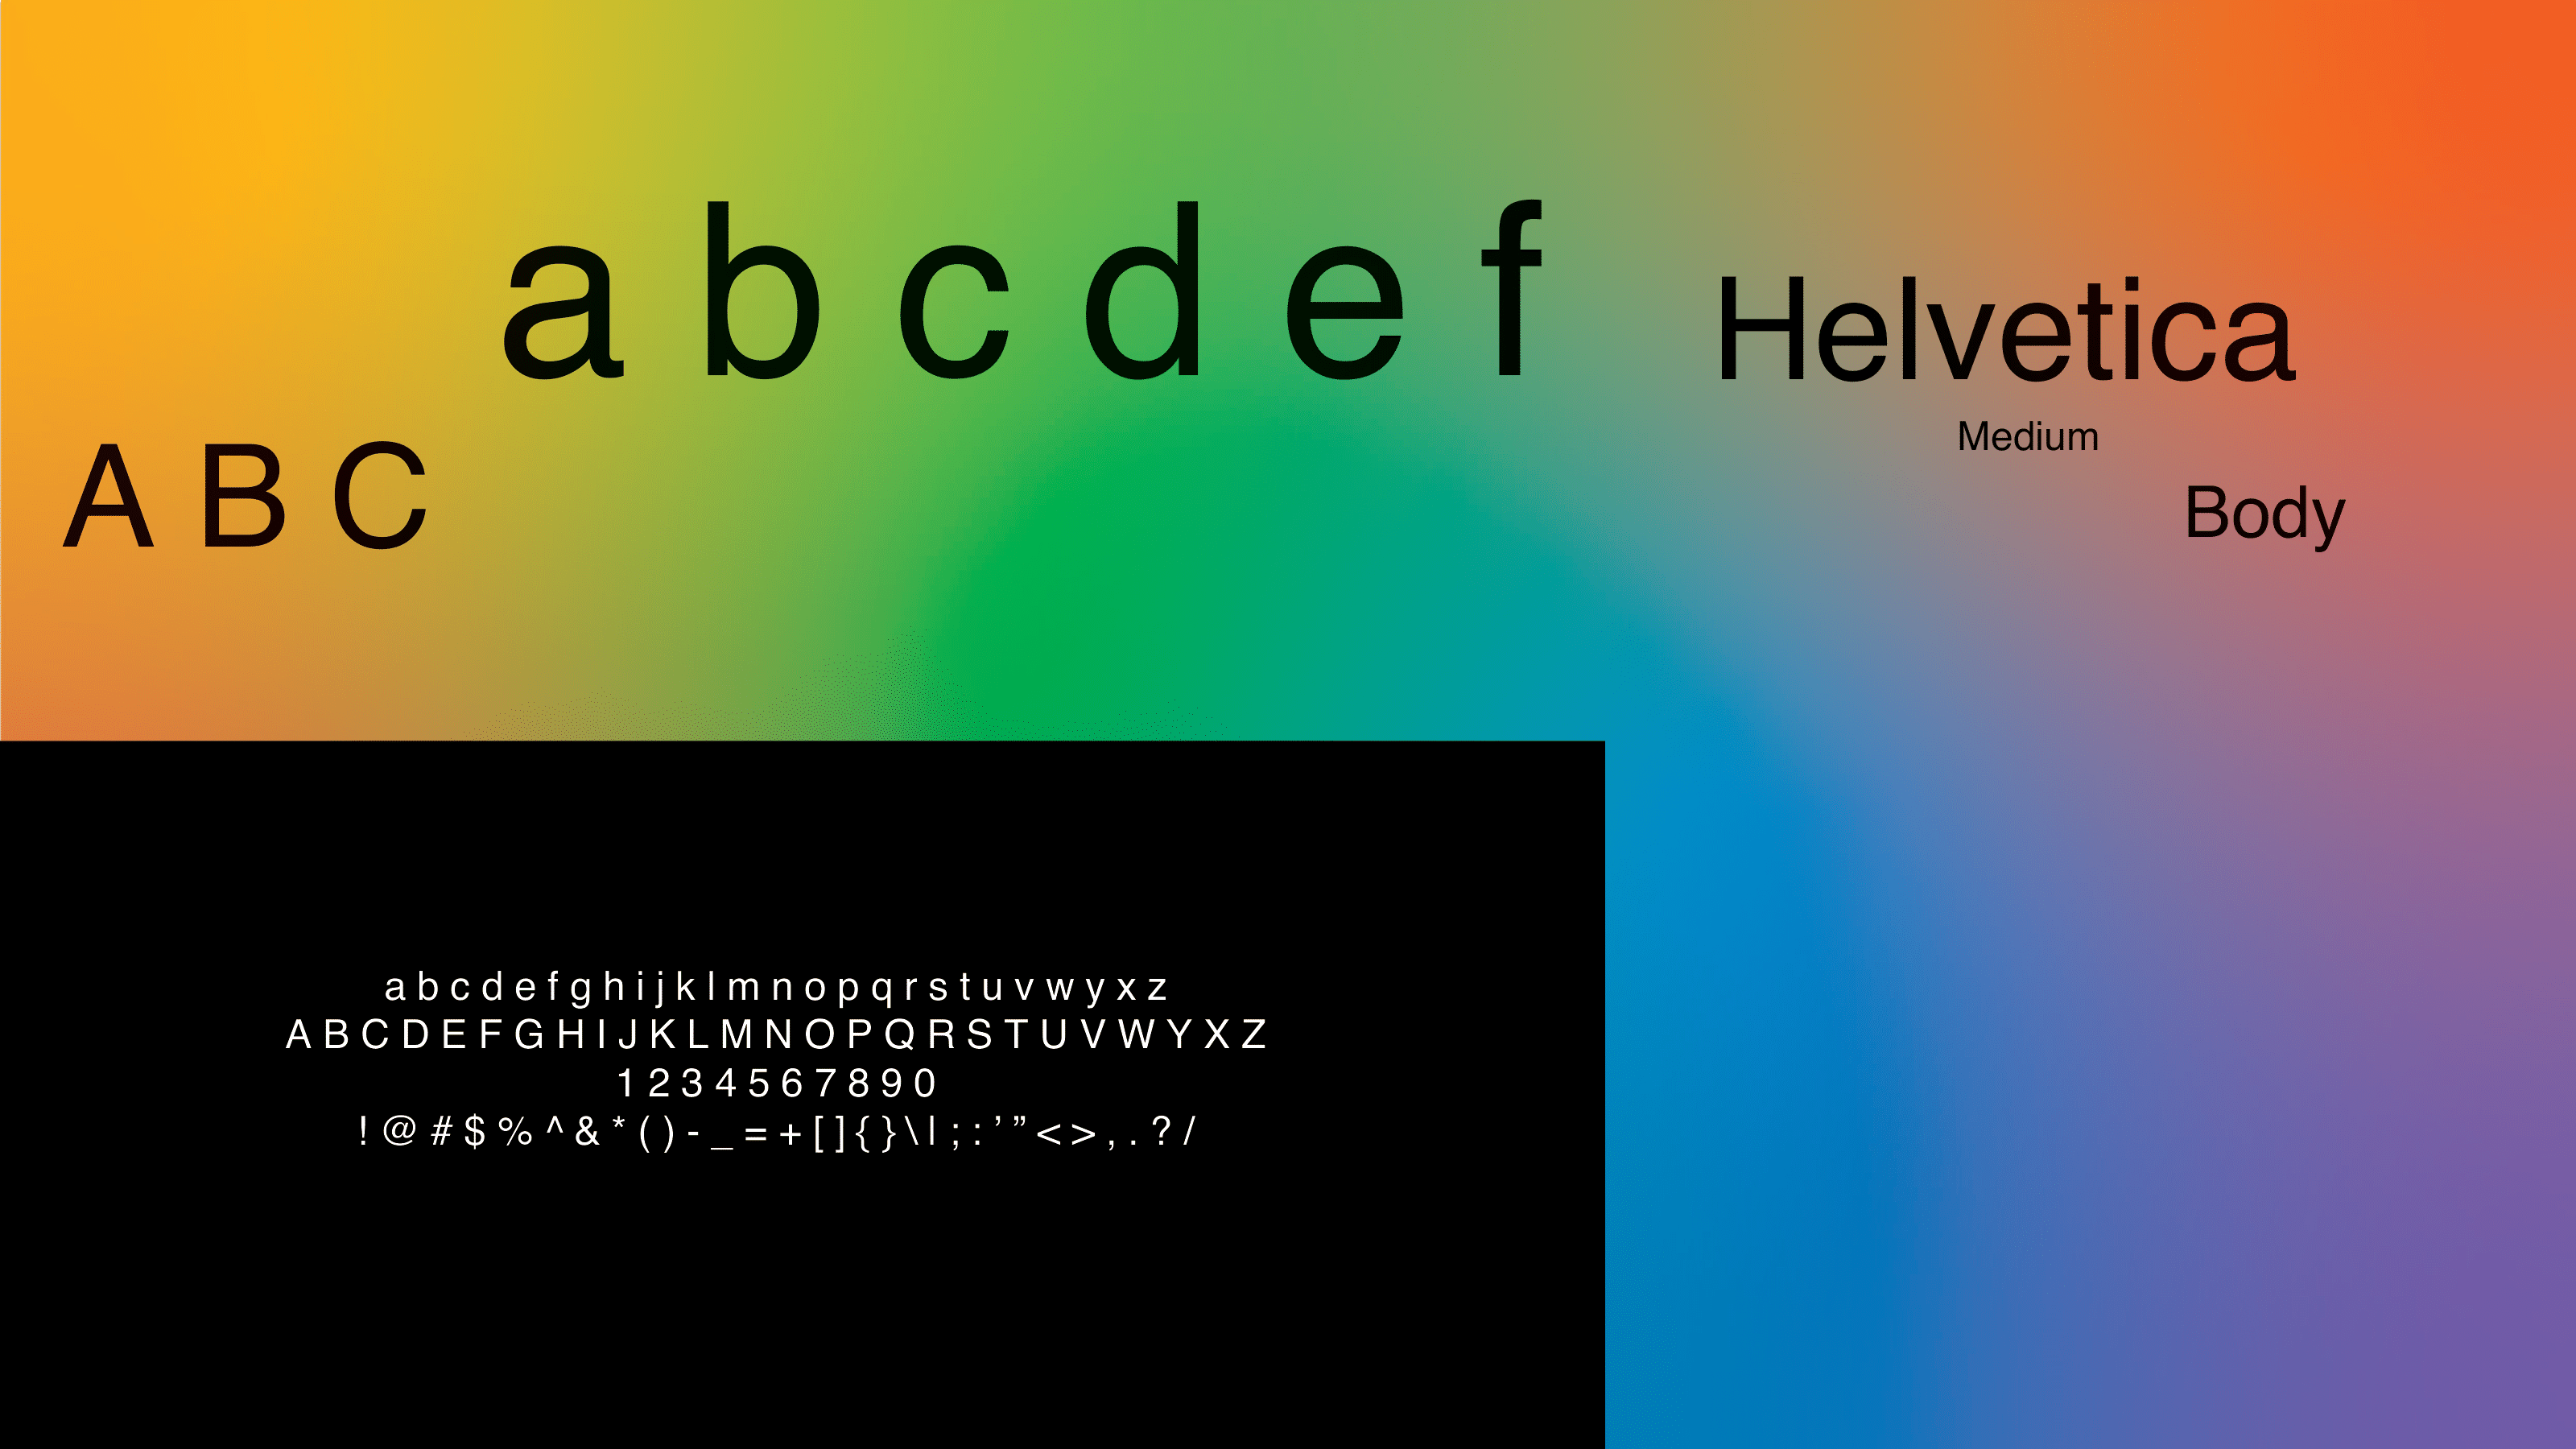 a b c d e f
Helvetica
Medium
A B C
Body
a b c d e f g h i j k l m n o p q r s t u v w y x z
A B C D E F G H I J K L M N O P Q R S T U V W Y X Z
1 2 3 4 5 6 7 8 9 0
! @ # $ % ^ & * ( ) - _ = + [ ] { } \ | ; : ’ ” < > , . ? /